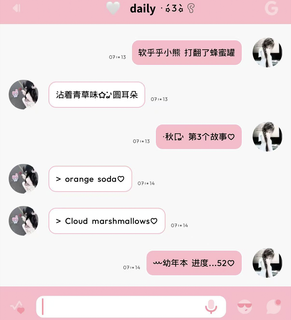 daily
软乎乎小熊 打翻了蜂蜜罐
07-13
沾着青草味✿圆耳朵
07-13
秋 第3个故事♡
07-13
> orange soda♡
07-14
> Cloud marshmallows♡
07-14
幼年本 进度...52♡
07-14